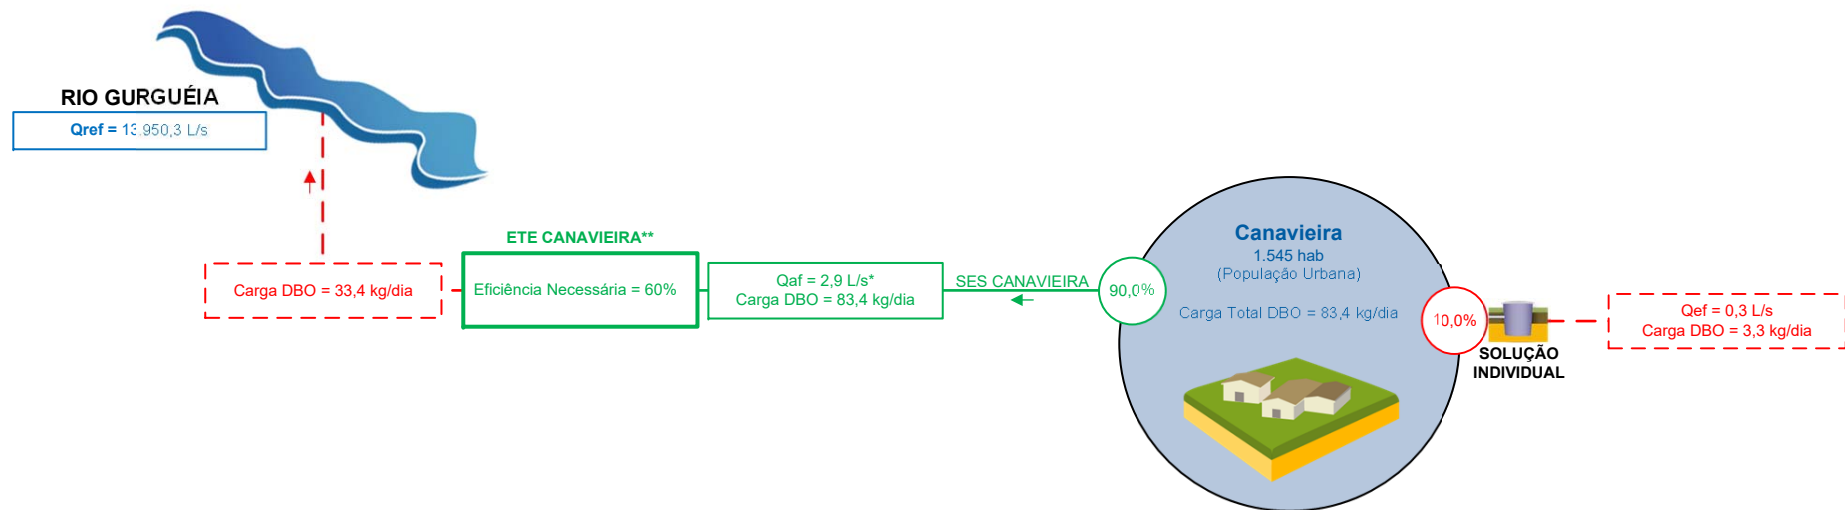 RIO GURGUÉIA
Qref = 13.950,3 L/s
Carga DBO = 33,4 kg/dia
ETE CANAVIEIRA**
Eficiência Necessária = 60%
Qaf = 2,9 L/s*
Carga DBO = 83,4 kg/dia
SES CANAVIEIRA
90,0%
Canavieira
1.545 hab
(População Urbana)
Carga Total DBO = 83,4 kg/dia
10,0%
SOLUÇÃO
INDIVIDUAL
Qef = 0,3 L/s
Carga DBO = 3,3 kg/dia